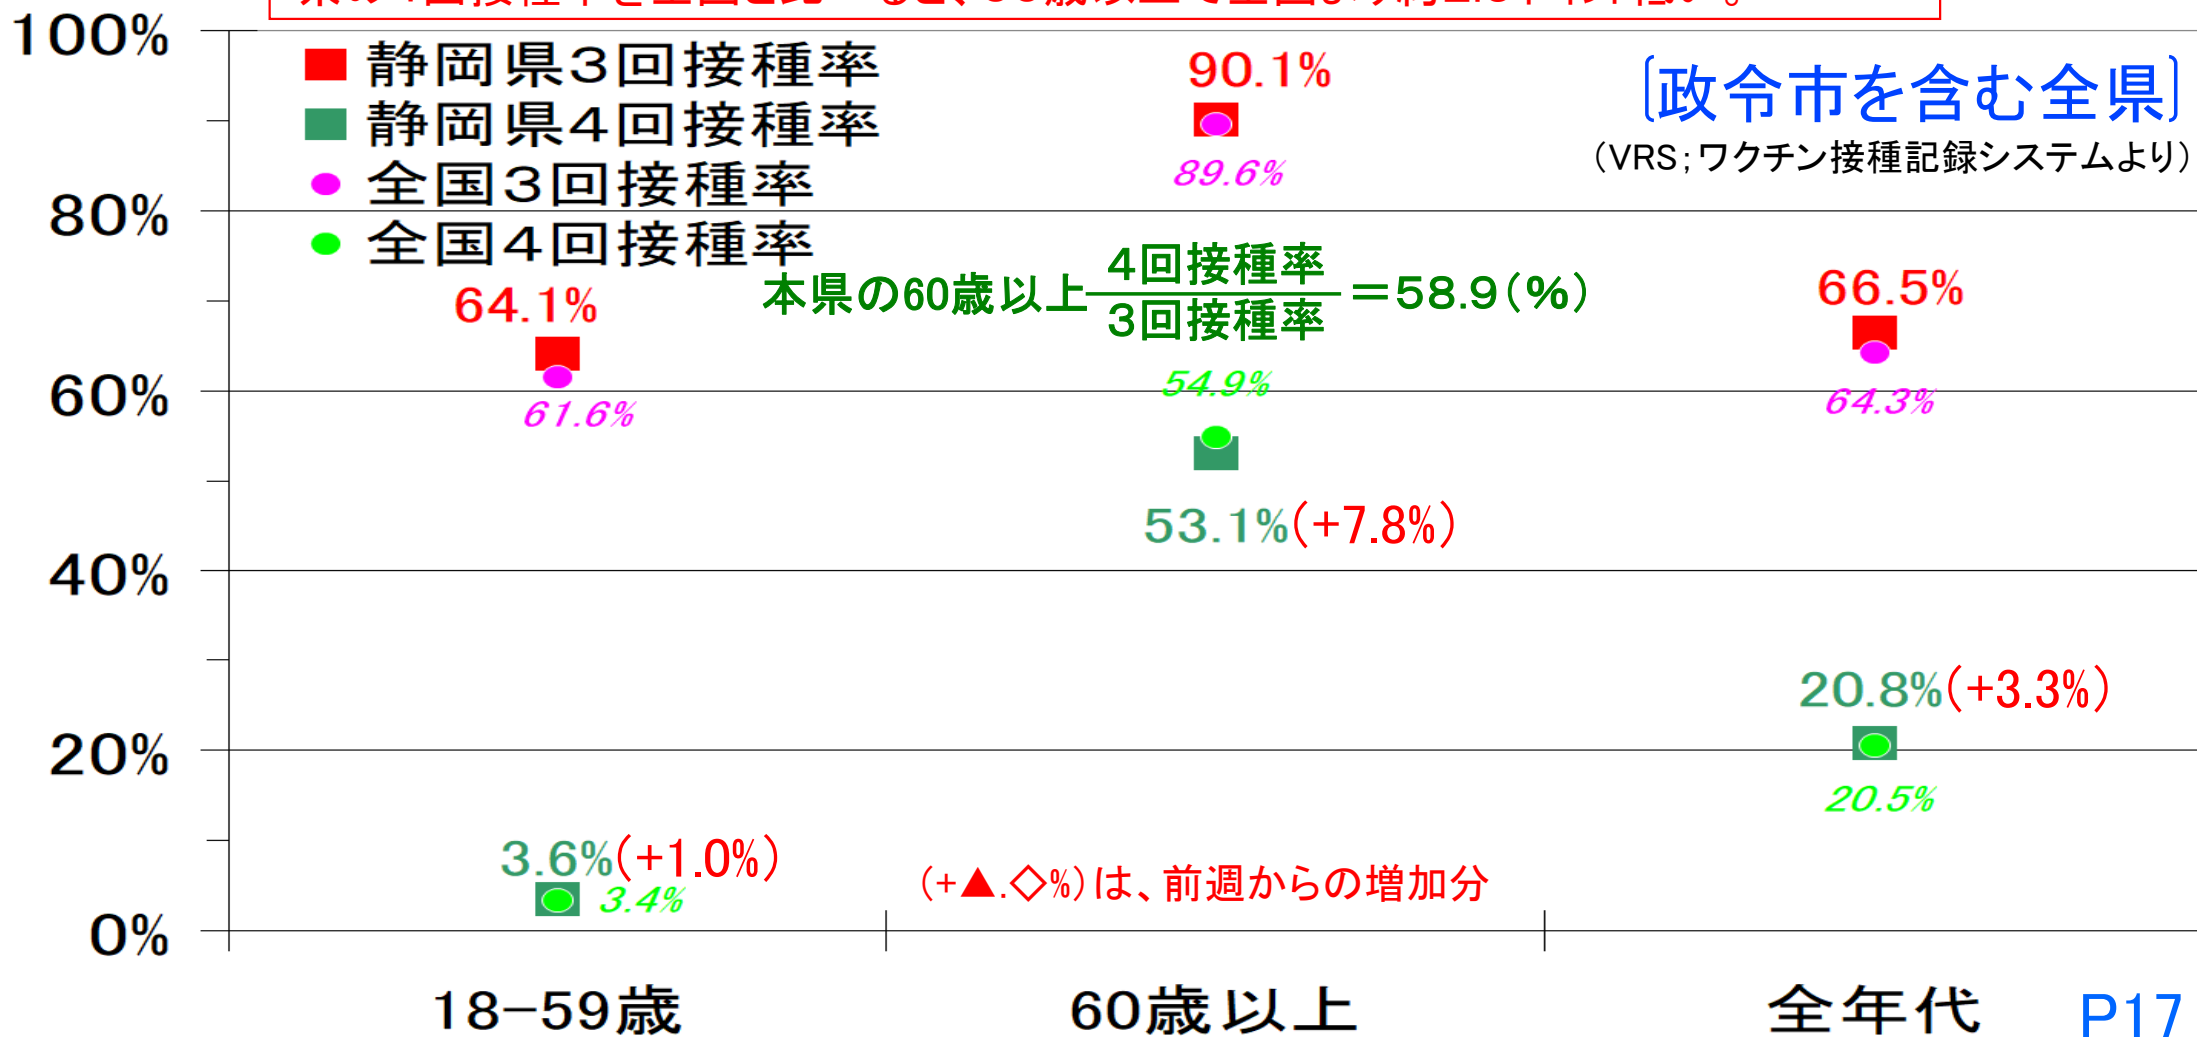 100%
80%
60%
40%
20%
0%
静岡県3回接種率
静岡県4回接種率
全国3回接種率
全国4回接種率
[政令市を含む全県]
(VRS;ワクチン接種記録システムより)
90.1%
89.6%
本県の60歳以上 4回接種率
3回接種率 =58.9(%)
64.1%
61.6%
66.5%
64.3%
54.9%
53.1%(+7.8%)
20.8%(+3.3%)
20.5%
3.6%(+1.0%)
3.4%
(+▲.◇%)は、前週からの増加分
18-59歳
60歳以上
全年代
P17